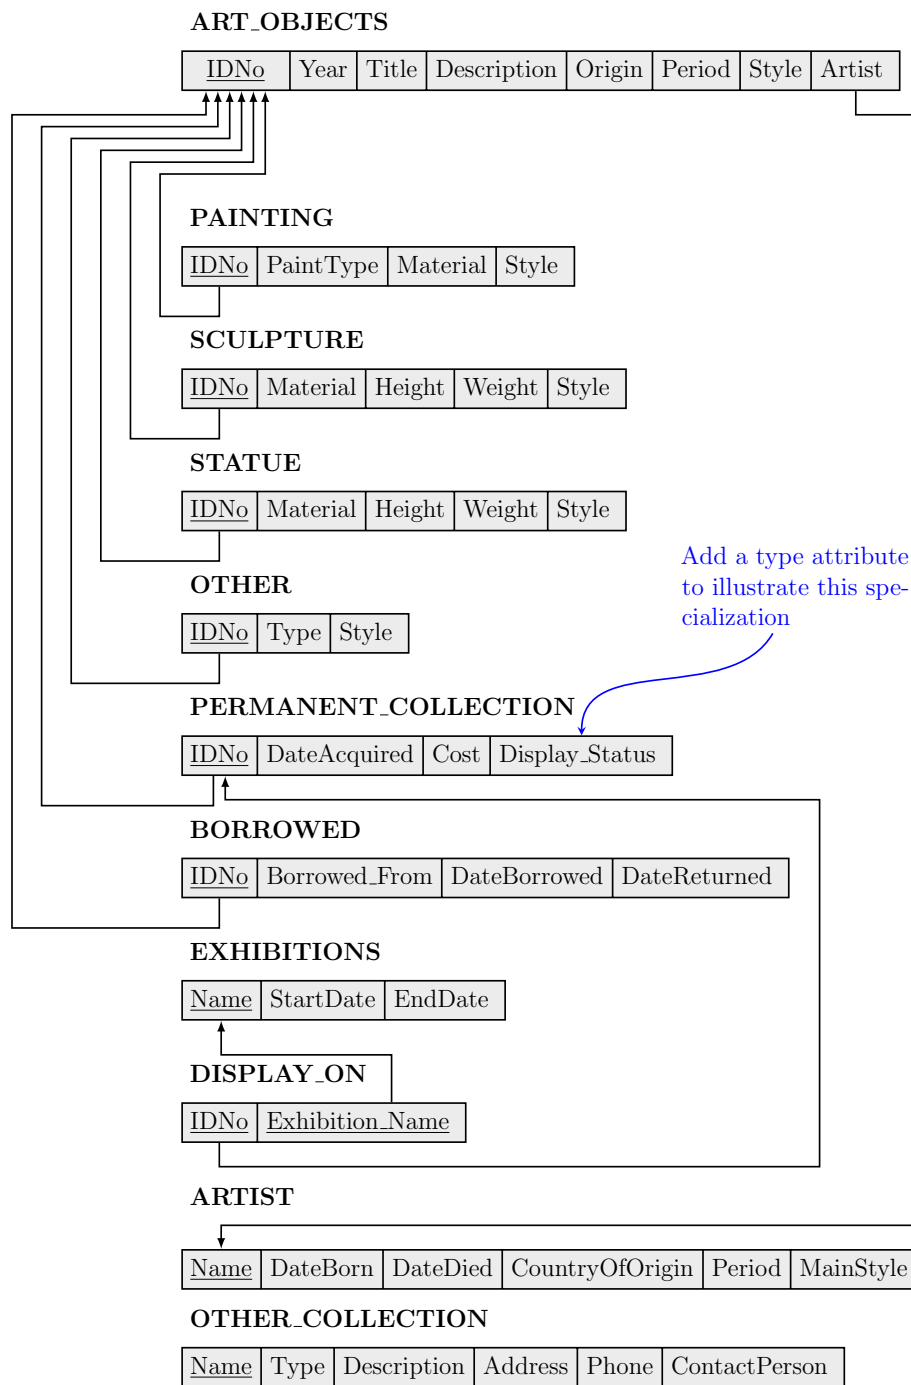 ART_OBJECTS
IDNo Year Title Description Origin Period Style Artist
PAINTING
IDNo PaintType Material Style
SCULPTURE
IDNo Material Height Weight Style
STATUE
IDNo Material Height Weight Style
Add a type attribute
to illustrate this spe-
cialization
OTHER
IDNo Type Style
PERMANENT_COLLECTION
IDNo DateAcquired Cost Display_Status
BORROWED
IDNo Borrowed_From DateBorrowed DateReturned
EXHIBITIONS
Name StartDate EndDate
DISPLAY_ON
IDNo Exhibition_Name
ARTIST
Name DateBorn DateDied CountryOfOrigin Period MainStyle
OTHER_COLLECTION
Name Type Description Address Phone ContactPerson